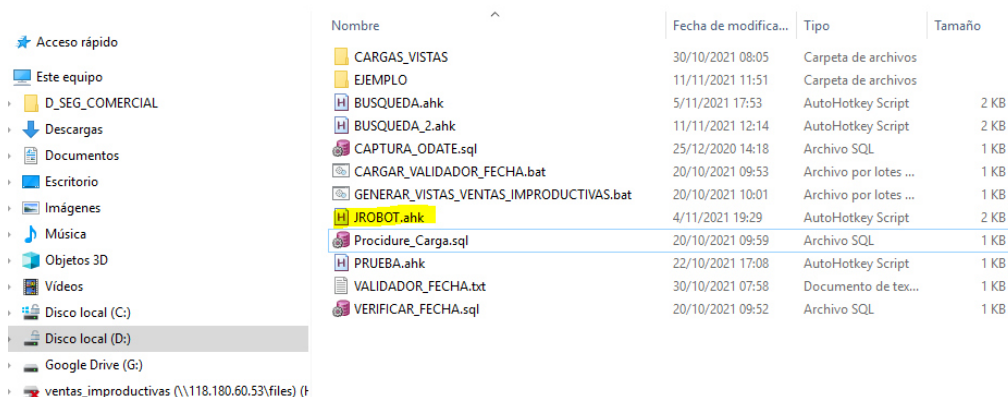 Acceso rápido
Este equipo
D_SEG_COMERCIAL
Descargas
Documentos
Escritorio
Imágenes
Música
Objetos 3D
Vídeos
Disco local (C:)
Disco local (D:)
Google Drive (G:)
ventas_improductivas (\\118.180.60.53\files) (H
Nombre Fecha de modifica... Tipo Tamaño
CARGAS_VISTAS 30/10/2021 08:05 Carpeta de archivos
EJEMPLO 11/11/2021 11:51 Carpeta de archivos
BUSQUEDA.ahk 5/11/2021 17:53 AutoHotkey Script 2 KB
BUSQUEDA_2.ahk 11/11/2021 12:14 AutoHotkey Script 2 KB
CAPTURA_ODATE.sql 25/12/2020 14:18 Archivo SQL 1 KB
CARGAR_VALIDADOR_FECHA.bat 20/10/2021 09:53 Archivo por lotes ... 1 KB
GENERAR_VISTAS_VENTAS_IMPRODUCTIVAS.bat 20/10/2021 10:01 Archivo por lotes ... 1 KB
JROBOT.ahk 4/11/2021 19:29 AutoHotkey Script 2 KB
Procidure_Carga.sql 20/10/2021 09:59 Archivo SQL 1 KB
PRUEBA.ahk 22/10/2021 17:08 AutoHotkey Script 1 KB
VALIDADOR_FECHA.txt 30/10/2021 07:58 Documento de tex... 1 KB
VERIFICAR_FECHA.sql 20/10/2021 09:52 Archivo SQL 1 KB